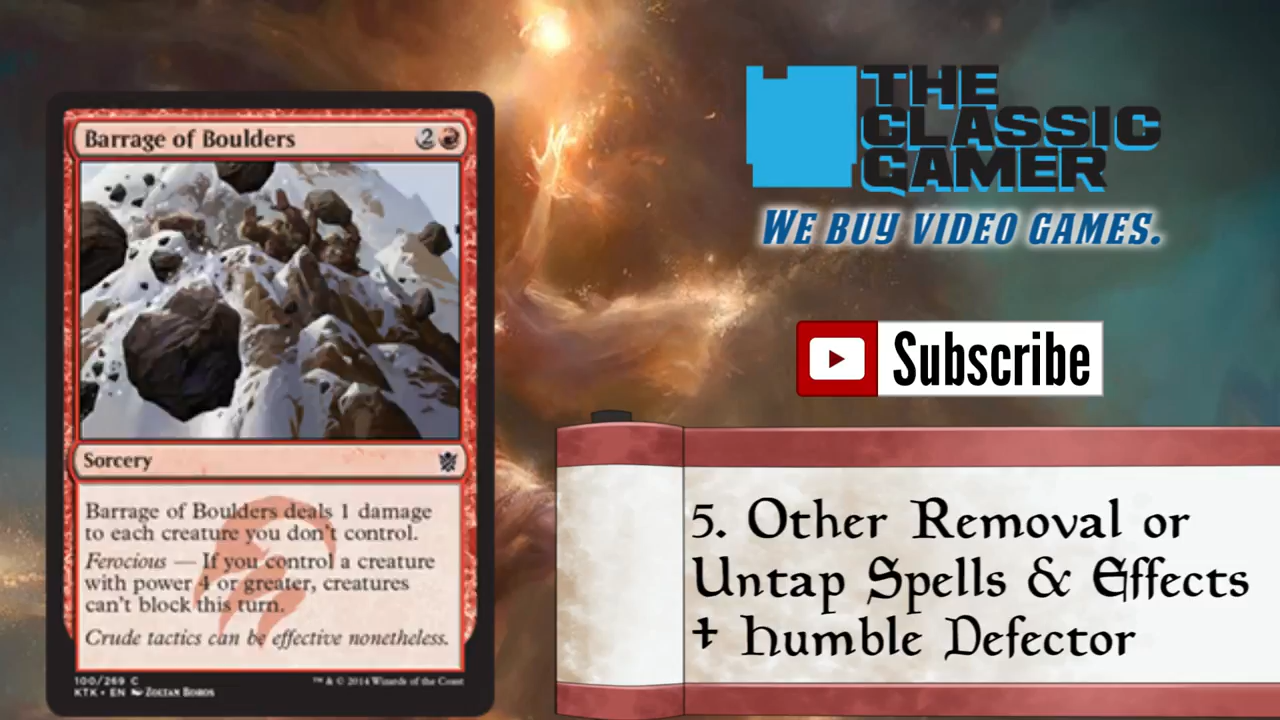 Barrage of Boulders 2
Sorcery
Barrage of Boulders deals 1 damage
to each creature you don't control.
Ferocious — If you control a creature
with power 4 or greater, creatures
can't block this turn.
Crude tactics can be effective nonetheless.
100/269 C
KTK • EN Zoltan Boros
™ & © 2014 Wizards of the Coast
THE
CLASSIC
GAMER
WE BUY VIDEO GAMES.
Subscribe
5. Other Removal or
Untap Spells & Effects
+ Humble Defector